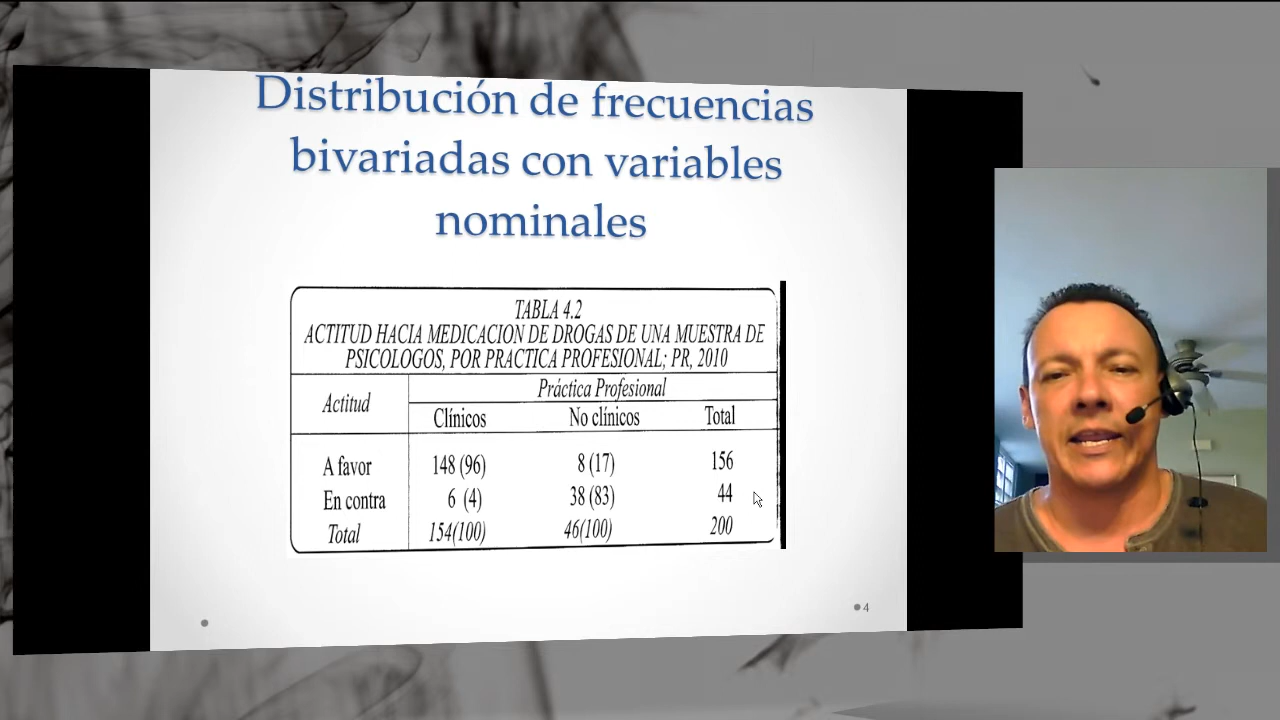 Distribución de frecuencias
bivariadas con variables
nominales
TABLA 4.2
ACTITUD HACIA MEDICACION DE DROGAS DE UNA MUESTRA DE
PSICOLOGOS, POR PRACTICA PROFESIONAL; PR, 2010
Actitud
Práctica Profesional
Clínicos No clínicos Total
A favor 148 (96) 8 (17) 156
En contra 6 (4) 38 (83) 44
Total 154(100) 46(100) 200
4